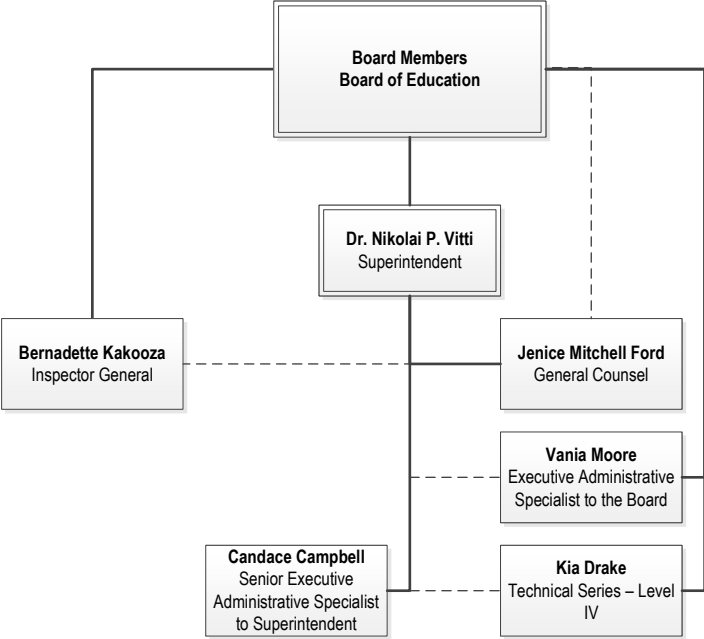 Board Members
Board of Education
Dr. Nikolai P. Vitti
Superintendent
Bernadette Kakooza
Inspector General
Jenice Mitchell Ford
General Counsel
Vania Moore
Executive Administrative
Specialist to the Board
Candace Campbell
Senior Executive
Administrative Specialist
to Superintendent
Kia Drake
Technical Series – Level
IV